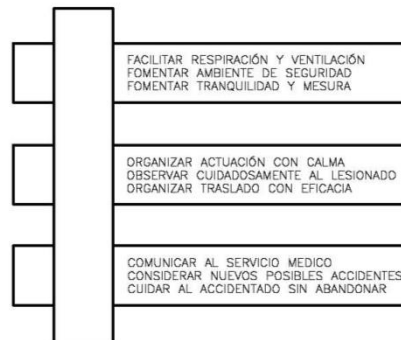 FACILITAR RESPIRACIÓN Y VENTILACIÓN
FOMENTAR AMBIENTE DE SEGURIDAD
FOMENTAR TRANQUILIDAD Y MESURA
ORGANIZAR ACTUACIÓN CON CALMA
OBSERVAR CUIDADOSAMENTE AL LESIONADO
ORGANIZAR TRASLADO CON EFICACIA
COMUNICAR AL SERVICIO MEDICO
CONSIDERAR NUEVOS POSIBLES ACCIDENTES
CUIDAR AL ACCIDENTADO SIN ABANDONAR